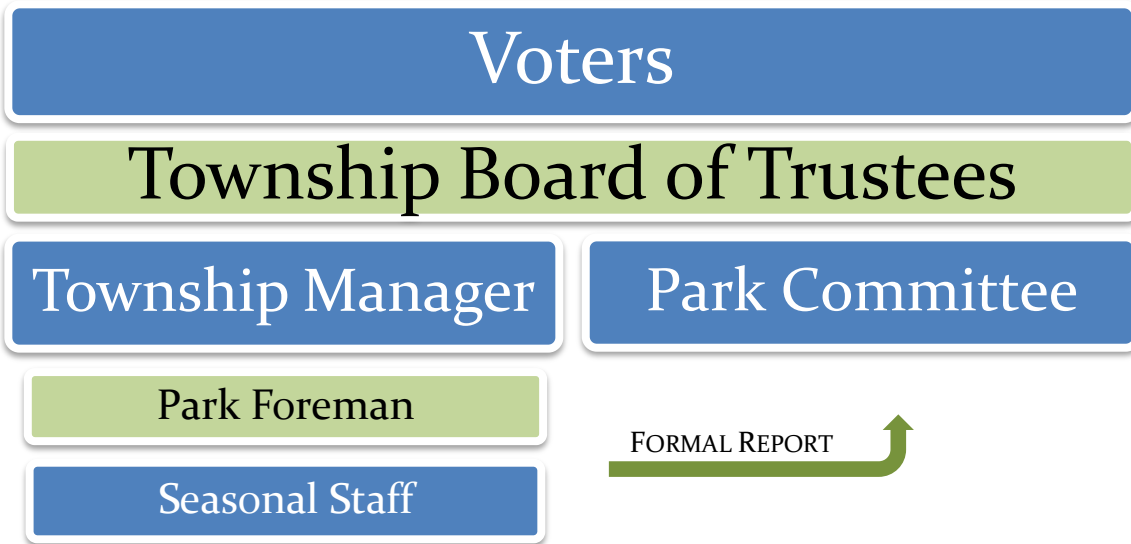 Voters
Township Board of Trustees
Township Manager
Park Committee
Park Foreman
FORMAL REPORT
Seasonal Staff